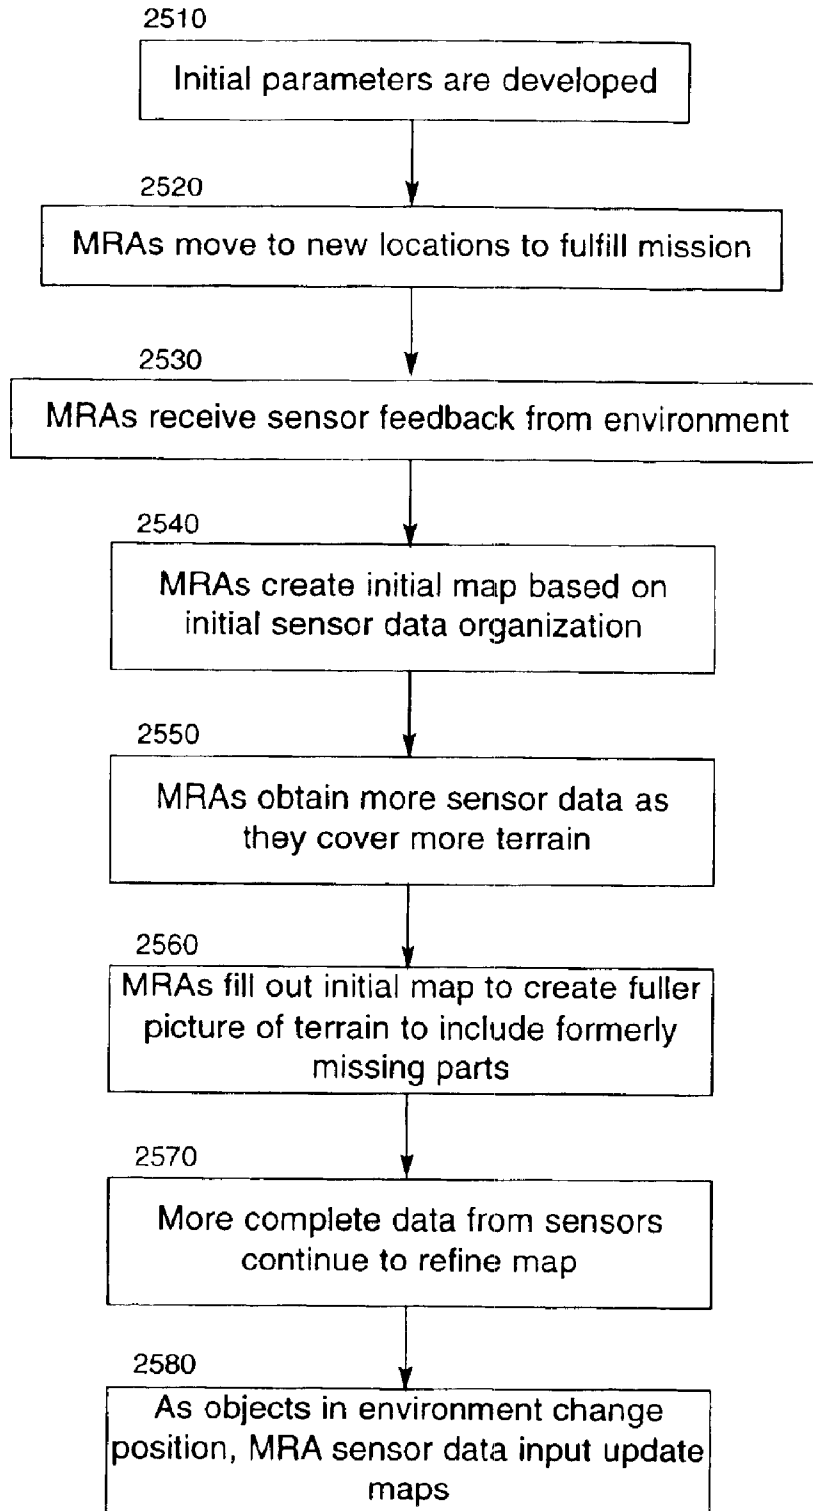 2510
Initial parameters are developed
2520
MRAs move to new locations to fulfill mission
2530
MRAs receive sensor feedback from environment
2540
MRAs create initial map based on
initial sensor data organization
2550
MRAs obtain more sensor data as
they cover more terrain
2560
MRAs fill out initial map to create fuller
picture of terrain to include formerly
missing parts
2570
More complete data from sensors
continue to refine map
2580
As objects in environment change
position, MRA sensor data input update
maps